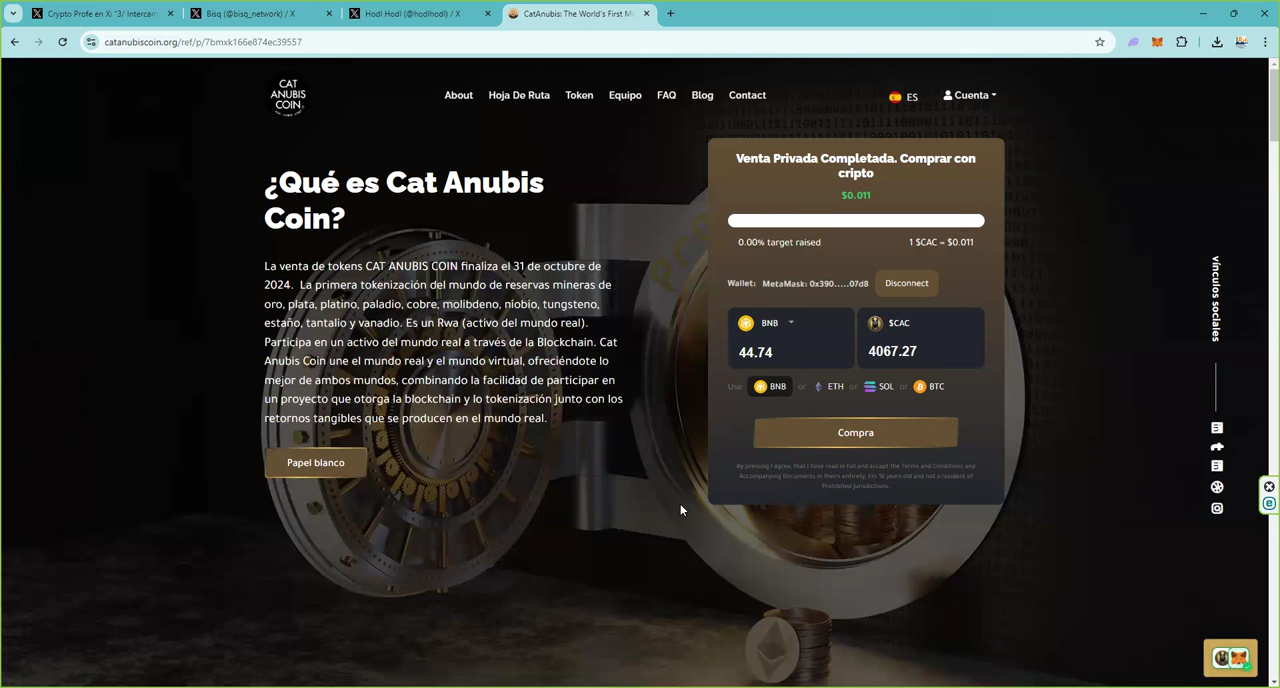 Crypto Profe en X: "3/ Intercam
Bisq (@bisq_network) / X
Hodl Hodl (@hodlhodl) / X
CatAnubis: The World's First M
catanubiscoin.org/ref/p/7bmxk166e874ec39557
CAT
ANUBIS
COIN
About
Hoja De Ruta
Token
Equipo
FAQ
Blog
Contact
ES
Cuenta
¿Qué es Cat Anubis
Coin?
La venta de tokens CAT ANUBIS COIN finaliza el 31 de octubre de
2024. La primera tokenización del mundo de reservas mineras de
oro, plata, platino, paladio, cobre, molibdeno, niobio, tungsteno,
estaño, tantalio y vanadio. Es un Rwa (activo del mundo real).
Participa en un activo del mundo real a través de la Blockchain. Cat
Anubis Coin une el mundo real y el mundo virtual, ofreciéndote lo
mejor de ambos mundos, combinando la facilidad de participar en
un proyecto que otorga la blockchain y lo tokenización junto con los
retornos tangibles que se producen en el mundo real.
Papel blanco
Venta Privada Completada. Comprar con
cripto
$0.011
0.00% target raised
1 $CAC = $0.011
Wallet: MetaMask: 0x390.....07d8
Disconnect
BNB
44.74
$CAC
4067.27
Use BNB or ETH or SOL or BTC
Compra
By pressing I agree, that I have read in full and accept the Terms and Conditions and
Accompanying Documents in theirs entirety, I'm 18 years old and not a resident of
Prohibited Jurisdictions.
vínculos sociales